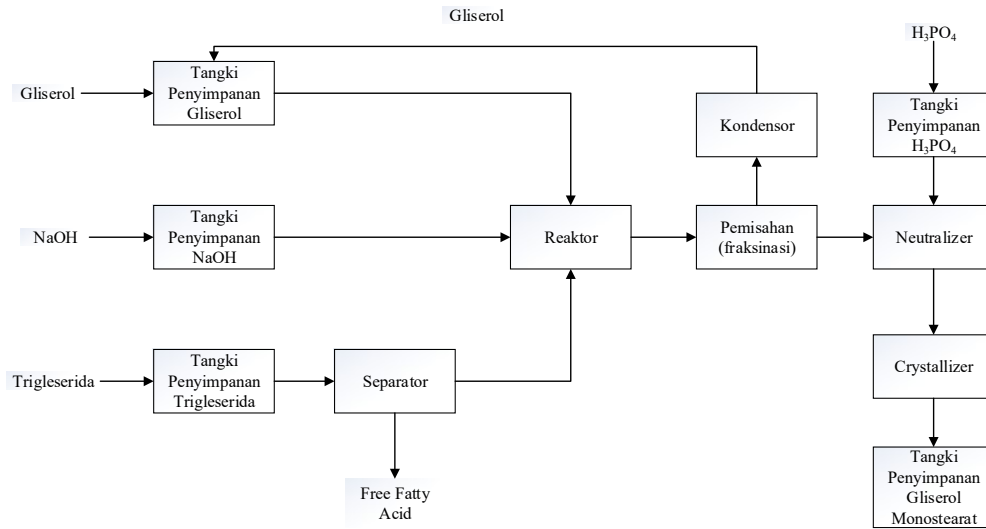 Gliserol
H₃PO₄
Gliserol
Tangki
Penyimpanan
Gliserol
Kondensor
Tangki
Penyimpanan
H₃PO₄
NaOH
Tangki
Penyimpanan
NaOH
Reaktor
Pemisahan
(fraksinasi)
Neutralizer
Trigleserida
Tangki
Penyimpanan
Trigleserida
Separator
Crystallizer
Free Fatty
Acid
Tangki
Penyimpanan
Gliserol
Monostearat